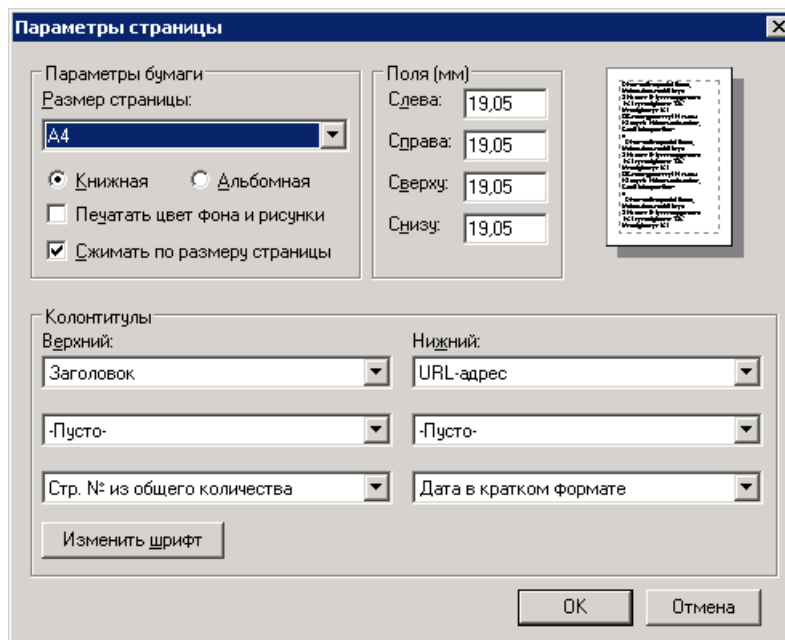 Параметры страницы
Параметры бумаги
Размер страницы:
A4
Книжная
Альбомная
Печатать цвет фона и рисунки
Сжимать по размеру страницы
Поля (мм)
Слева: 19,05
Справа: 19,05
Сверху: 19,05
Снизу: 19,05
Колонтитулы
Верхний:
Заголовок
-Пусто-
Стр. № из общего количества
Изменить шрифт
Нижний:
URL-адрес
-Пусто-
Дата в кратком формате
OK
Отмена